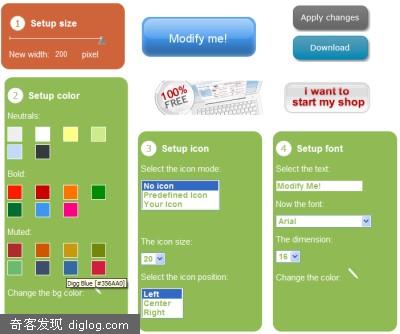 1 Setup size
New width: 200 pixel
Modify me!
Apply changes
Download
100% FREE
i want to
start my shop
2 Setup color
Neutrals:
Bold:
Muted:
Digg Blue [#356AA0]
Change the bg color:
3 Setup icon
Select the icon mode:
No icon
Predefined Icon
Your Icon
The icon size:
20
Select the icon position:
Left
Center
Right
4 Setup font
Select the text:
Modify Me!
Now the font:
Arial
The dimension:
16
Change the color:
奇客发现 diglog.com